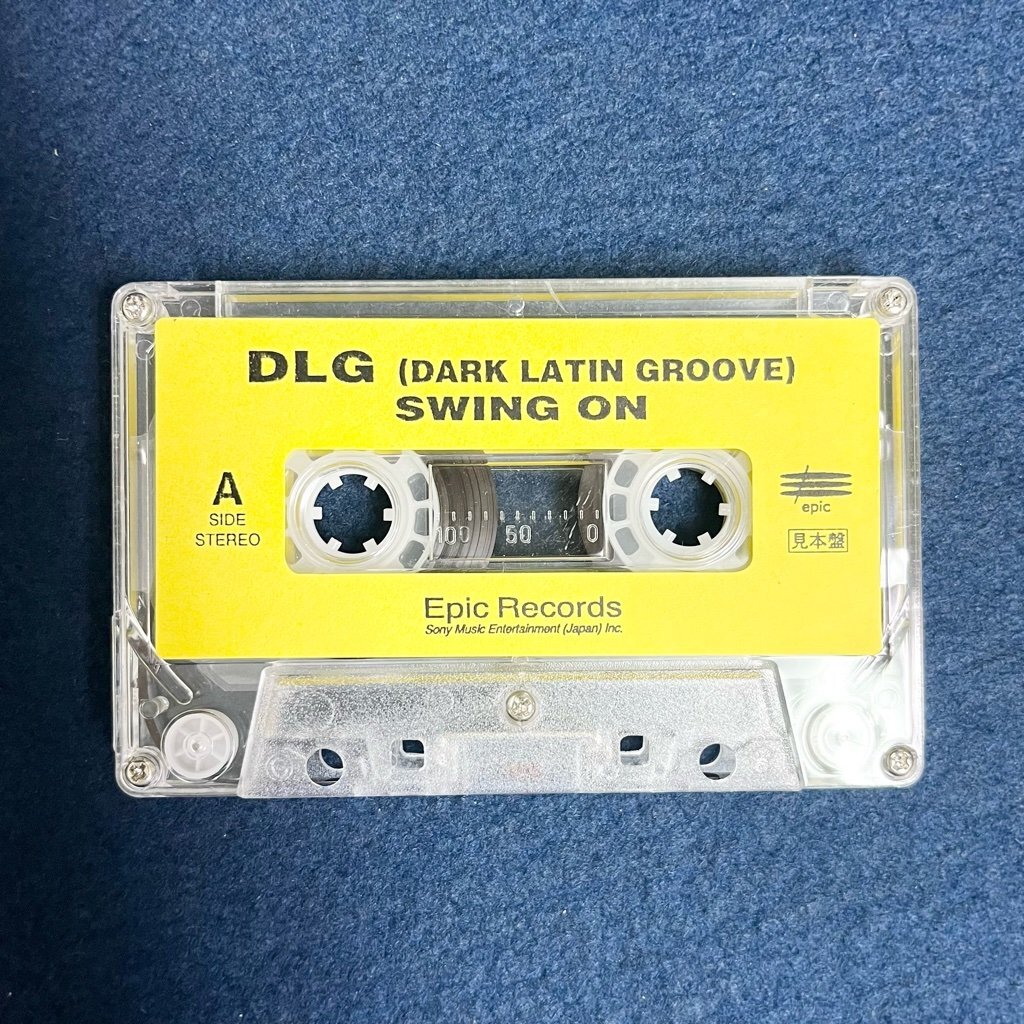 DLG (DARK LATIN GROOVE)
SWING ON
A
SIDE
STEREO
100 50 0
epic
見本盤
Epic Records
Sony Music Entertainment (Japan) Inc.